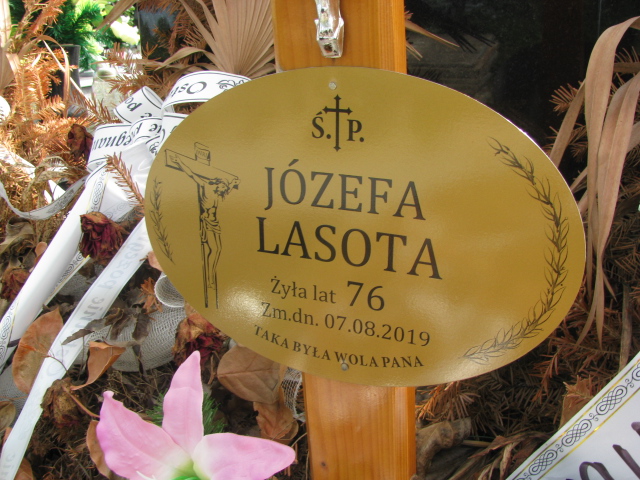 Ś.P.
JÓZEFA
LASOTA
Żyła lat 76
Zm.dn. 07.08.2019
TAKA BYŁA WOLA PANA